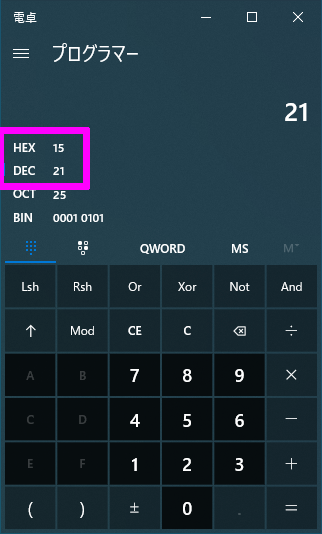 電卓
プログラマー
21
HEX 15
DEC 21
OCT 25
BIN 0001 0101
QWORD MS M˅
Lsh Rsh Or Xor Not And
↑ Mod CE C ⌫ ÷
A B 7 8 9 ×
C D 4 5 6 −
E F 1 2 3 +
( ) ± 0 . =